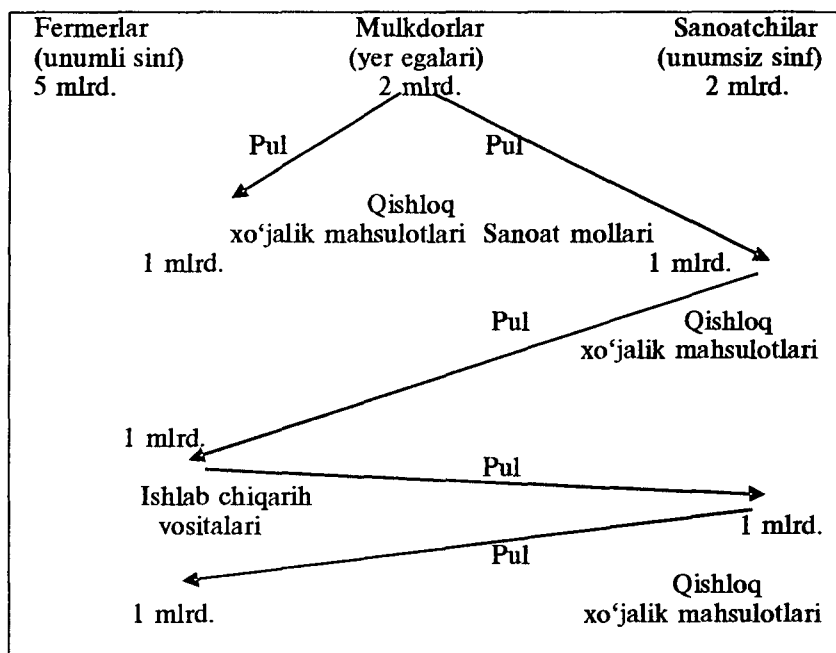 Fermerlar
(unumli sinf)
5 mlrd.
Mulkdorlar
(yer egalari)
2 mlrd.
Sanoatchilar
(unumsiz sinf)
2 mlrd.
Pul
Pul
Qishloq
xo‘jalik mahsulotlari
Sanoat mollari
1 mlrd.
1 mlrd.
Pul
Qishloq
xo‘jalik mahsulotlari
1 mlrd.
Pul
Ishlab chiqarih
vositalari
1 mlrd.
Pul
1 mlrd.
Qishloq
xo‘jalik mahsulotlari